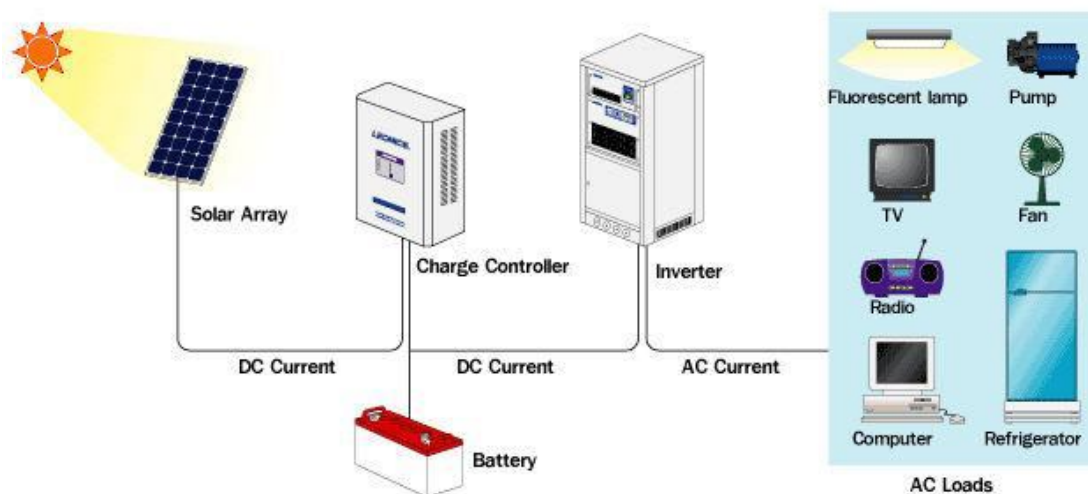 Fluorescent lamp
Pump
LEONICS
Solar Array
TV
Fan
Charge Controller
Inverter
Radio
DC Current
DC Current
AC Current
Computer
Refrigerator
Battery
AC Loads